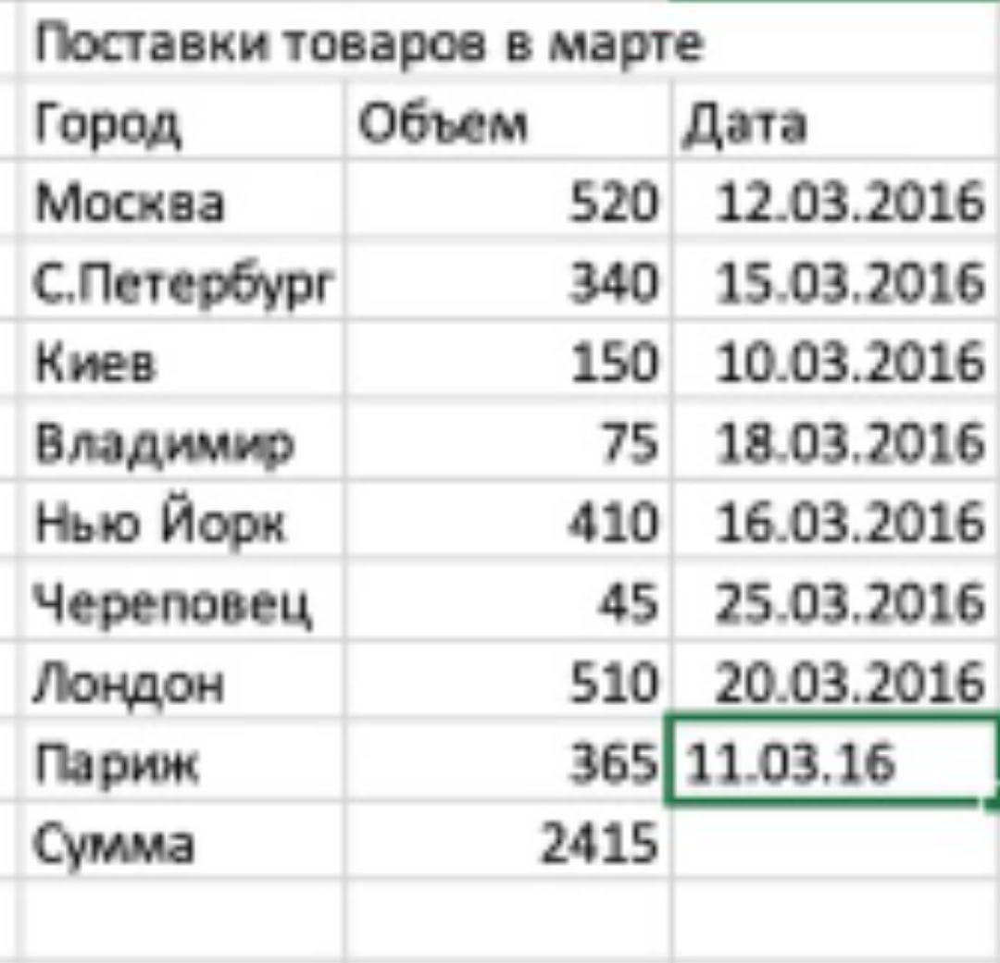 Поставки товаров в марте
Город Объем Дата
Москва 520 12.03.2016
С.Петербург 340 15.03.2016
Киев 150 10.03.2016
Владимир 75 18.03.2016
Нью Йорк 410 16.03.2016
Череповец 45 25.03.2016
Лондон 510 20.03.2016
Париж 365 11.03.16
Сумма 2415